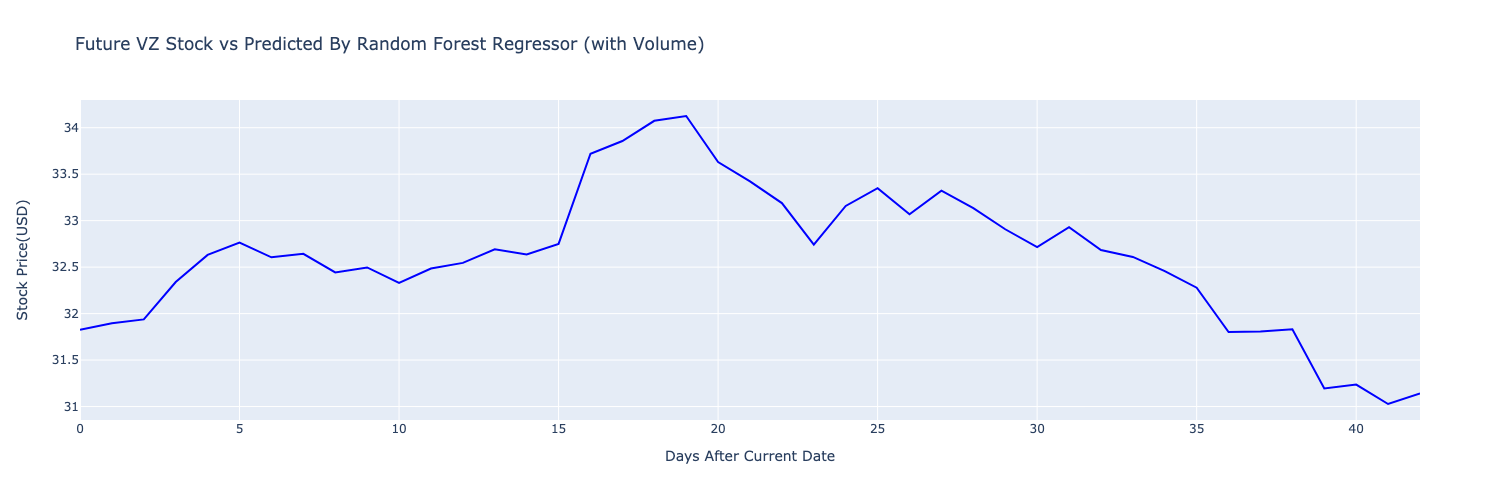 Future VZ Stock vs Predicted By Random Forest Regressor (with Volume)
34
33.5
33
32.5
32
31.5
31
Stock Price(USD)
0 5 10 15 20 25 30 35 40
Days After Current Date